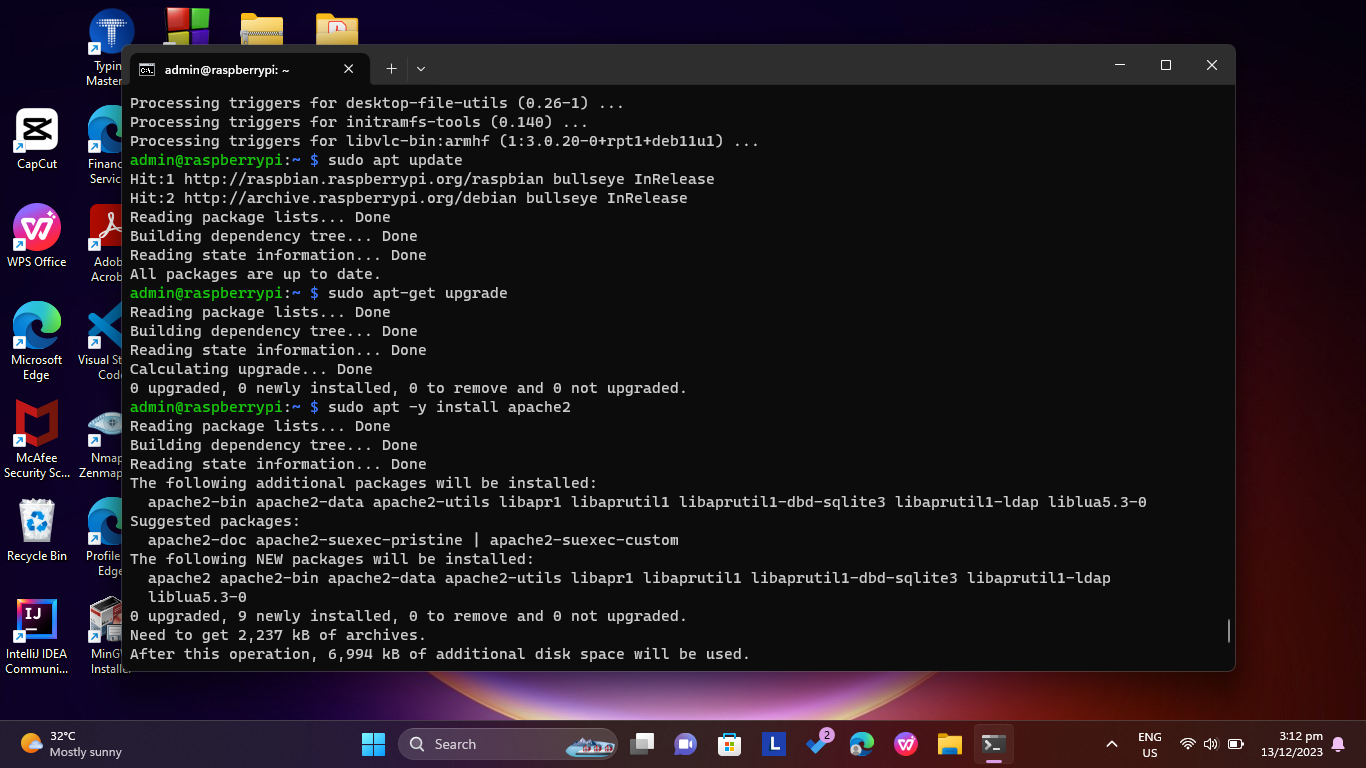 Typin
Master
CapCut
Financ
Servic
WPS Office
Adob
Acroba
Microsoft
Edge
Visual St
Code
McAfee
Security Sc...
Nmap
Zenmap
Recycle Bin
Profile
Edge
IJ
IntelliJ IDEA
Communi...
MinG
Installer
admin@raspberrypi: ~
Processing triggers for desktop-file-utils (0.26-1) ...
Processing triggers for initramfs-tools (0.140) ...
Processing triggers for libvlc-bin:armhf (1:3.0.20-0+rpt1+deb11u1) ...
admin@raspberrypi:~ $ sudo apt update
Hit:1 http://raspbian.raspberrypi.org/raspbian bullseye InRelease
Hit:2 http://archive.raspberrypi.org/debian bullseye InRelease
Reading package lists... Done
Building dependency tree... Done
Reading state information... Done
All packages are up to date.
admin@raspberrypi:~ $ sudo apt-get upgrade
Reading package lists... Done
Building dependency tree... Done
Reading state information... Done
Calculating upgrade... Done
0 upgraded, 0 newly installed, 0 to remove and 0 not upgraded.
admin@raspberrypi:~ $ sudo apt -y install apache2
Reading package lists... Done
Building dependency tree... Done
Reading state information... Done
The following additional packages will be installed:
apache2-bin apache2-data apache2-utils libapr1 libaprutil1 libaprutil1-dbd-sqlite3 libaprutil1-ldap liblua5.3-0
Suggested packages:
apache2-doc apache2-suexec-pristine | apache2-suexec-custom
The following NEW packages will be installed:
apache2 apache2-bin apache2-data apache2-utils libapr1 libaprutil1 libaprutil1-dbd-sqlite3 libaprutil1-ldap
liblua5.3-0
0 upgraded, 9 newly installed, 0 to remove and 0 not upgraded.
Need to get 2,237 kB of archives.
After this operation, 6,994 kB of additional disk space will be used.
32°C
Mostly sunny
Search
L
2
ENG
US
3:12 pm
13/12/2023